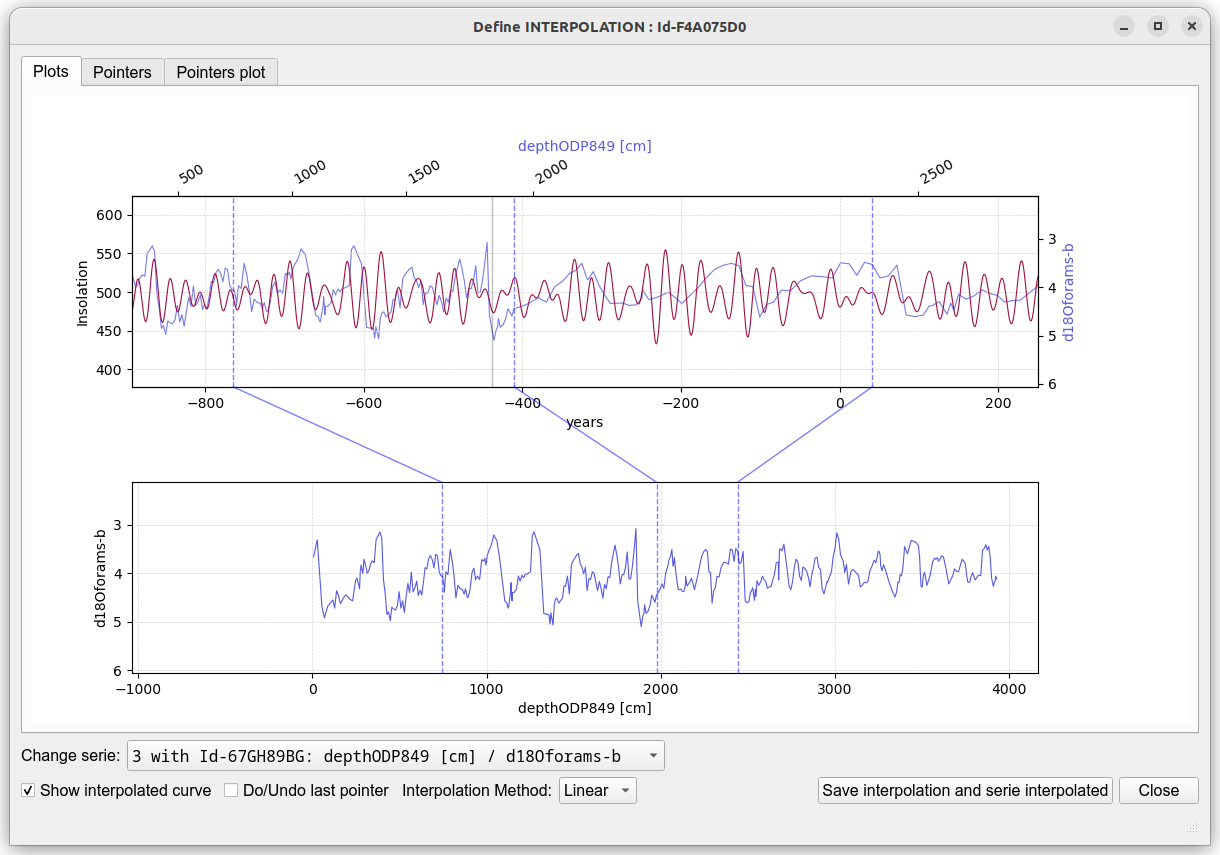 Define INTERPOLATION : Id-F4A075D0
Plots
Pointers
Pointers plot
depthODP849 [cm]
500
1000
1500
2000
2500
600
550
500
450
400
Insolation
3
4
5
6
d18Oforams-b
−800
−600
−400
−200
0
200
years
3
4
5
6
d18Oforams-b
−1000
0
1000
2000
3000
4000
depthODP849 [cm]
Change serie: 3 with Id-67GH89BG: depthODP849 [cm] / d18Oforams-b
Show interpolated curve Do/Undo last pointer Interpolation Method: Linear Save interpolation and serie interpolated Close